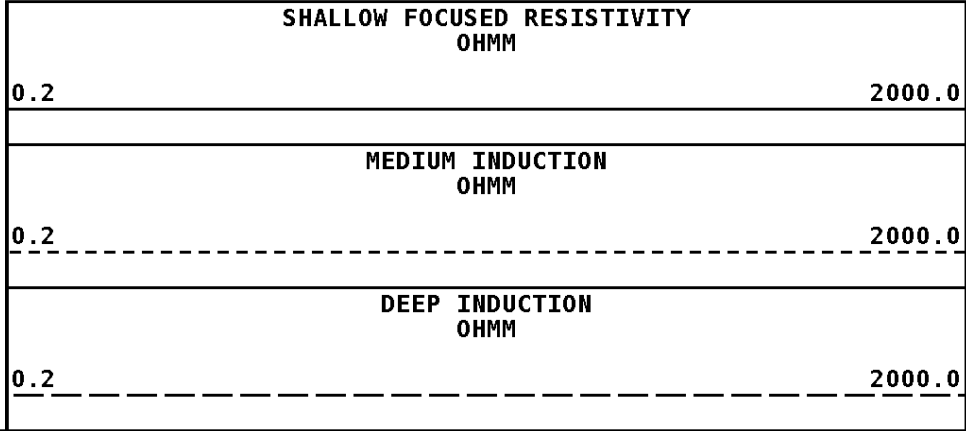 SHALLOW FOCUSED RESISTIVITY
OHMM
0.2 2000.0
MEDIUM INDUCTION
OHMM
0.2 2000.0
DEEP INDUCTION
OHMM
0.2 2000.0